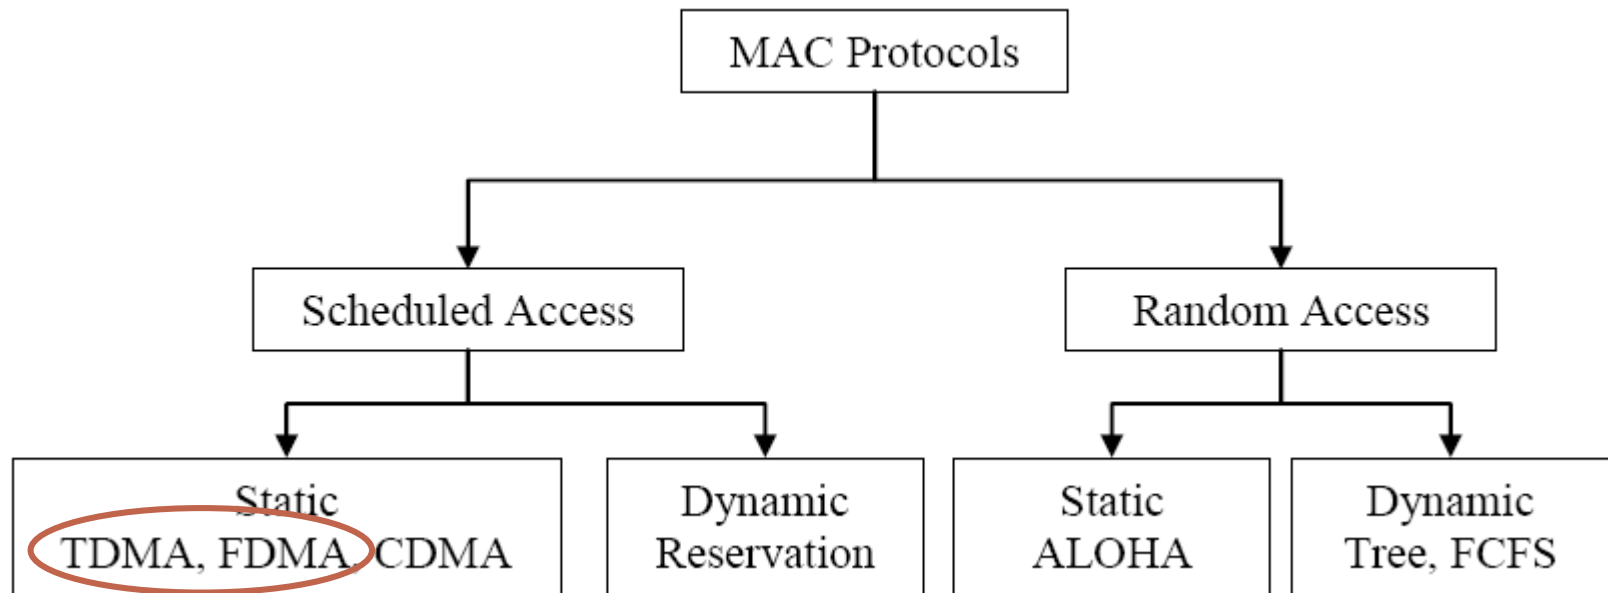 MAC Protocols
Scheduled Access
Random Access
Static
TDMA, FDMA, CDMA
Dynamic
Reservation
Static
ALOHA
Dynamic
Tree, FCFS